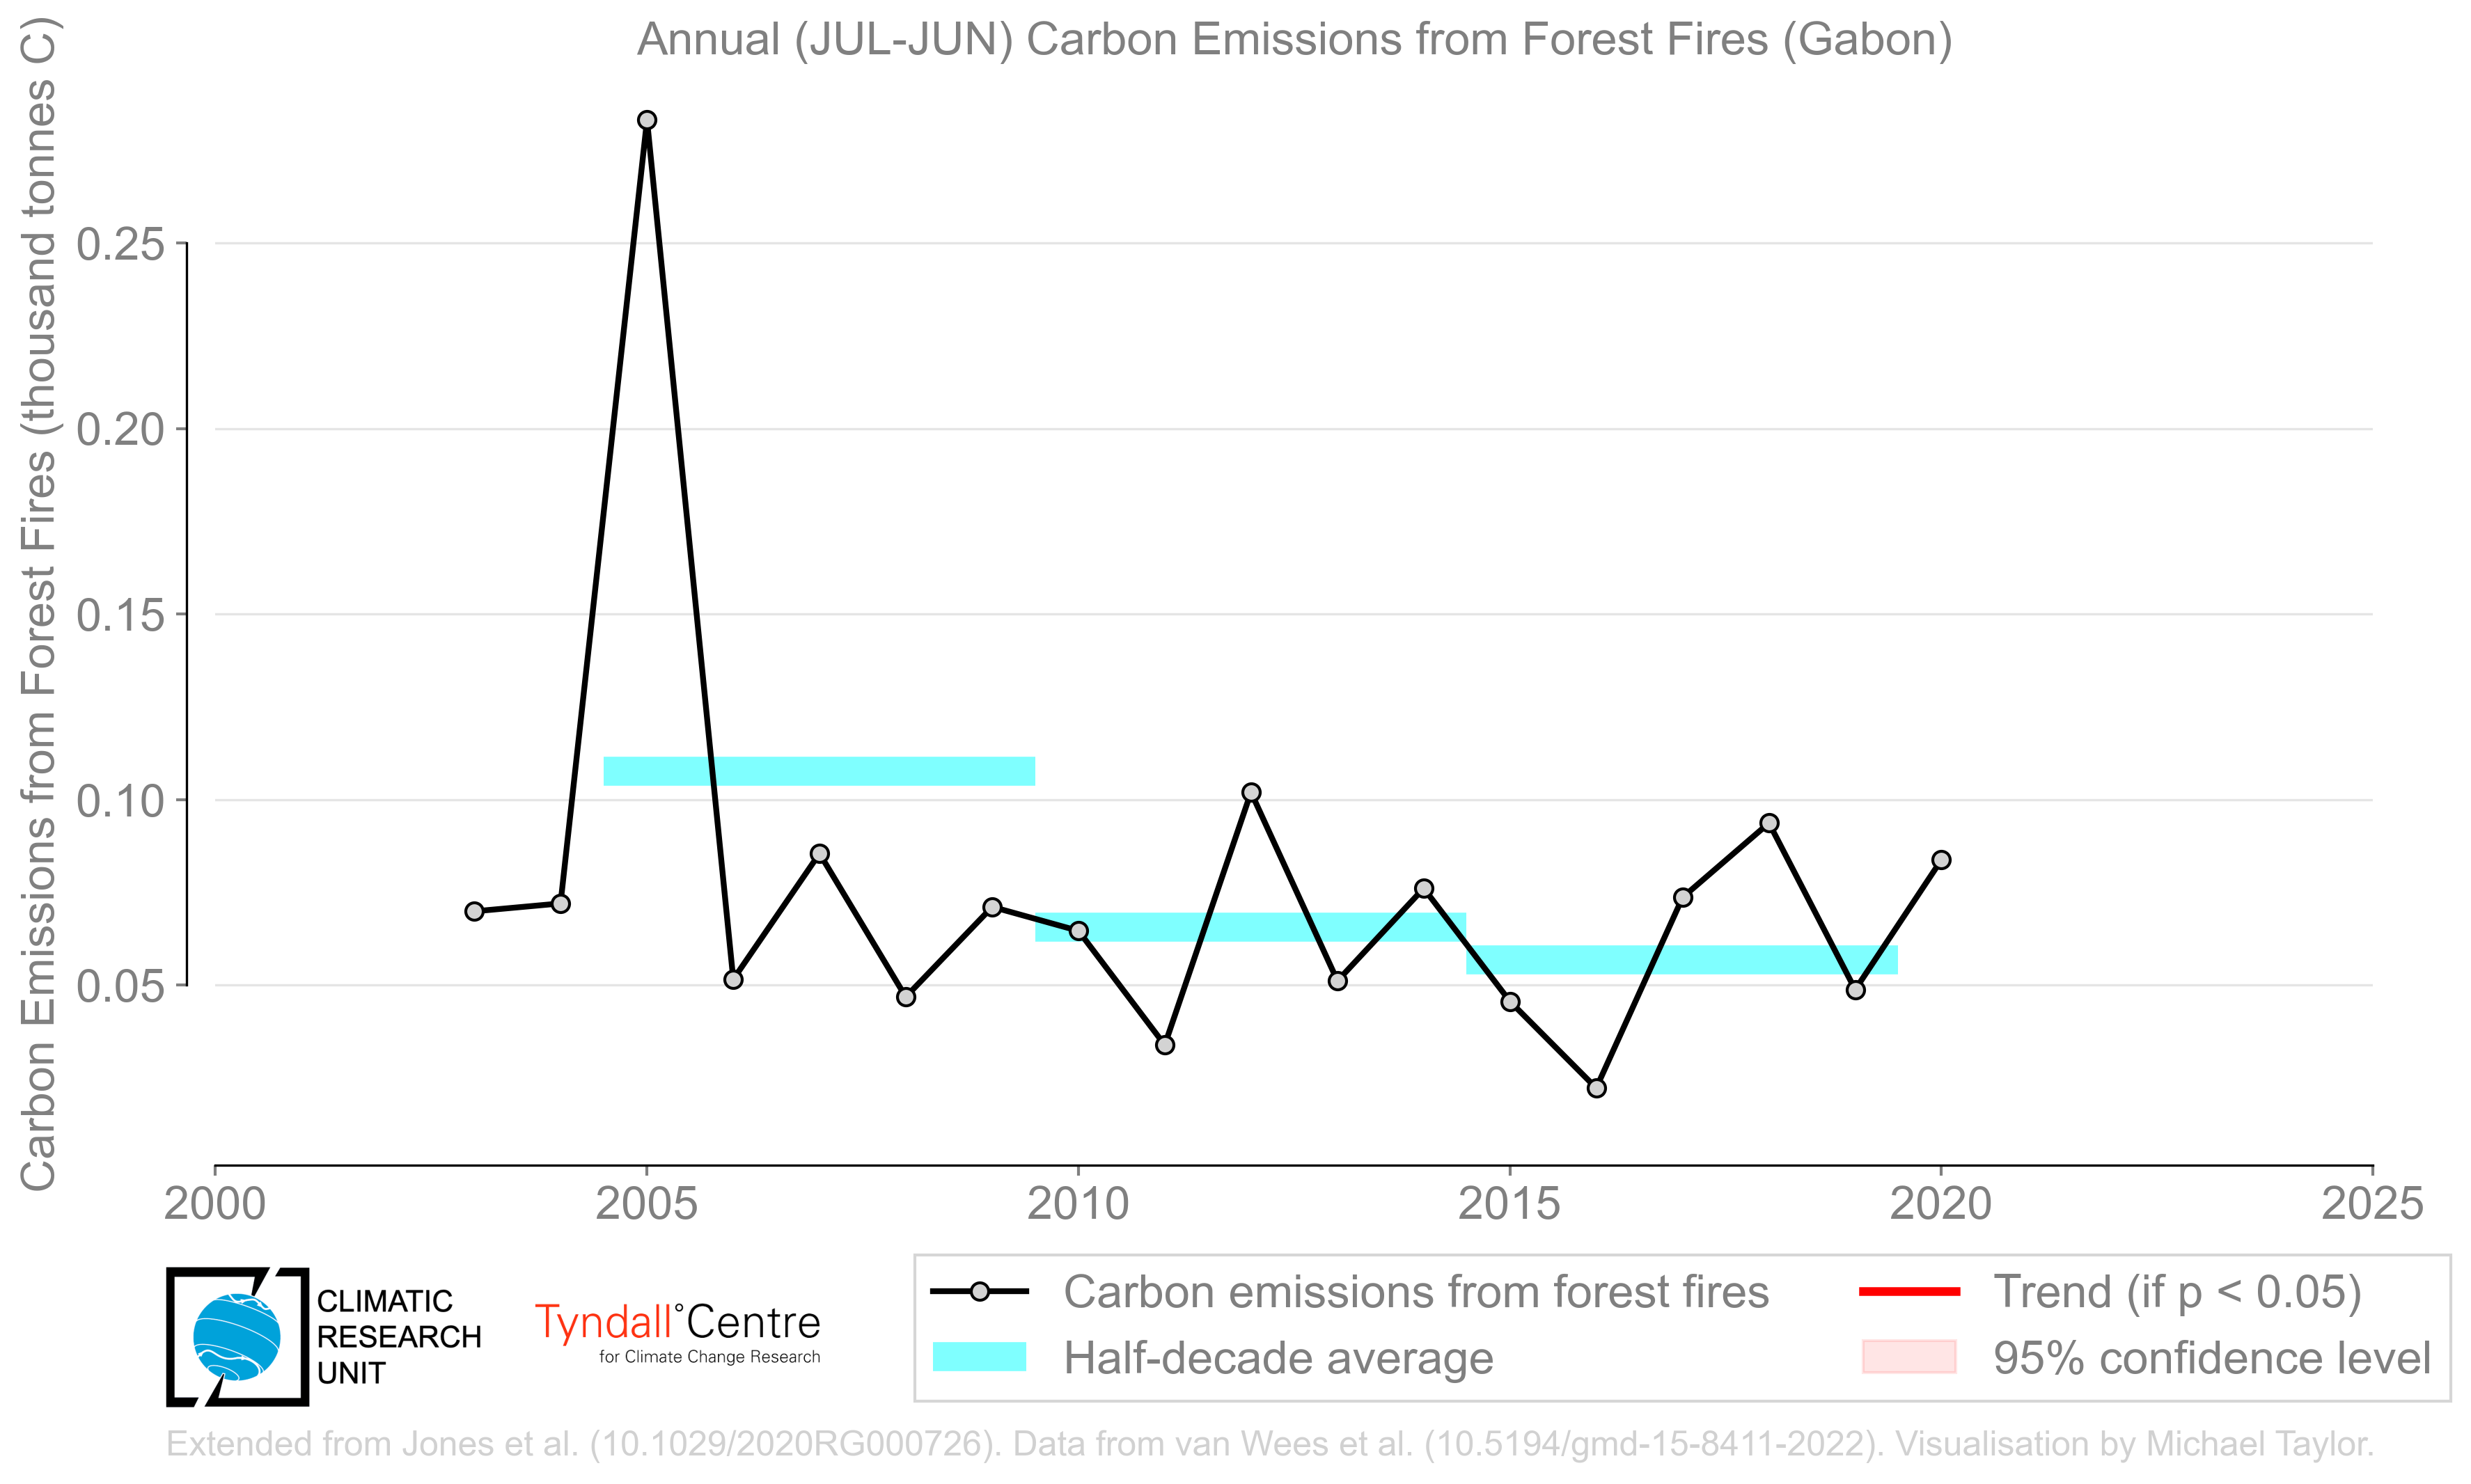 Annual (JUL-JUN) Carbon Emissions from Forest Fires (Gabon)
Carbon Emissions from Forest Fires (thousand tonnes C)
0.25
0.20
0.15
0.10
0.05
2000
2005
2010
2015
2020
2025
CLIMATIC
RESEARCH
UNIT
Tyndall°Centre
for Climate Change Research
Carbon emissions from forest fires
Half-decade average
Trend (if p < 0.05)
95% confidence level
Extended from Jones et al. (10.1029/2020RG000726). Data from van Wees et al. (10.5194/gmd-15-8411-2022). Visualisation by Michael Taylor.